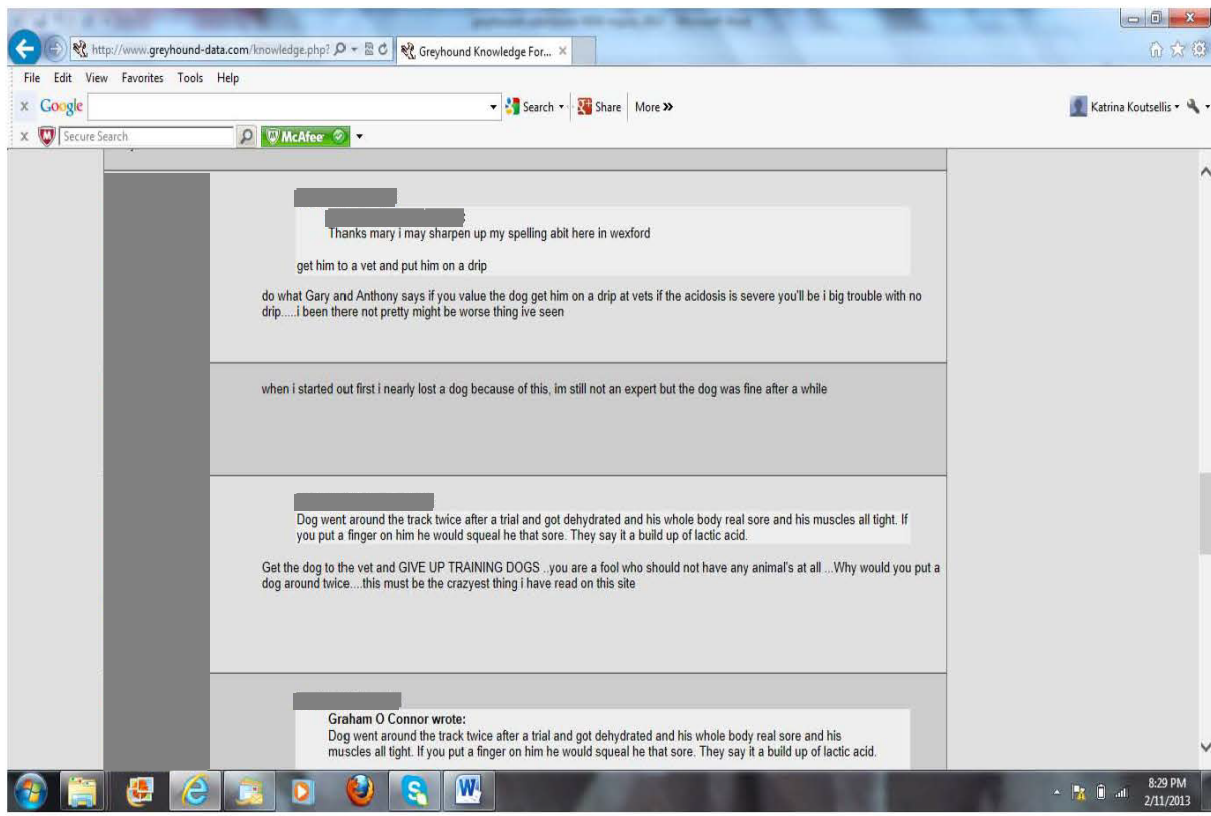 http://www.greyhound-data.com/knowledge.php?
Greyhound Knowledge For...
File Edit View Favorites Tools Help
x Google Search Share More »
Katrina Koutsellis
x Secure Search McAfee
Thanks mary i may sharpen up my spelling abit here in wexford
get him to a vet and put him on a drip
do what Gary and Anthony says if you value the dog get him on a drip at vets if the acidosis is severe you'll be i big trouble with no
drip.....i been there not pretty might be worse thing ive seen
when i started out first i nearly lost a dog because of this, im still not an expert but the dog was fine after a while
Dog went around the track twice after a trial and got dehydrated and his whole body real sore and his muscles all tight. If
you put a finger on him he would squeal he that sore. They say it a build up of lactic acid.
Get the dog to the vet and GIVE UP TRAINING DOGS ..you are a fool who should not have any animal's at all ...Why would you put a
dog around twice....this must be the crazyest thing i have read on this site
Graham O Connor wrote:
Dog went around the track twice after a trial and got dehydrated and his whole body real sore and his
muscles all tight. If you put a finger on him he would squeal he that sore. They say it a build up of lactic acid.
8:29 PM
2/11/2013